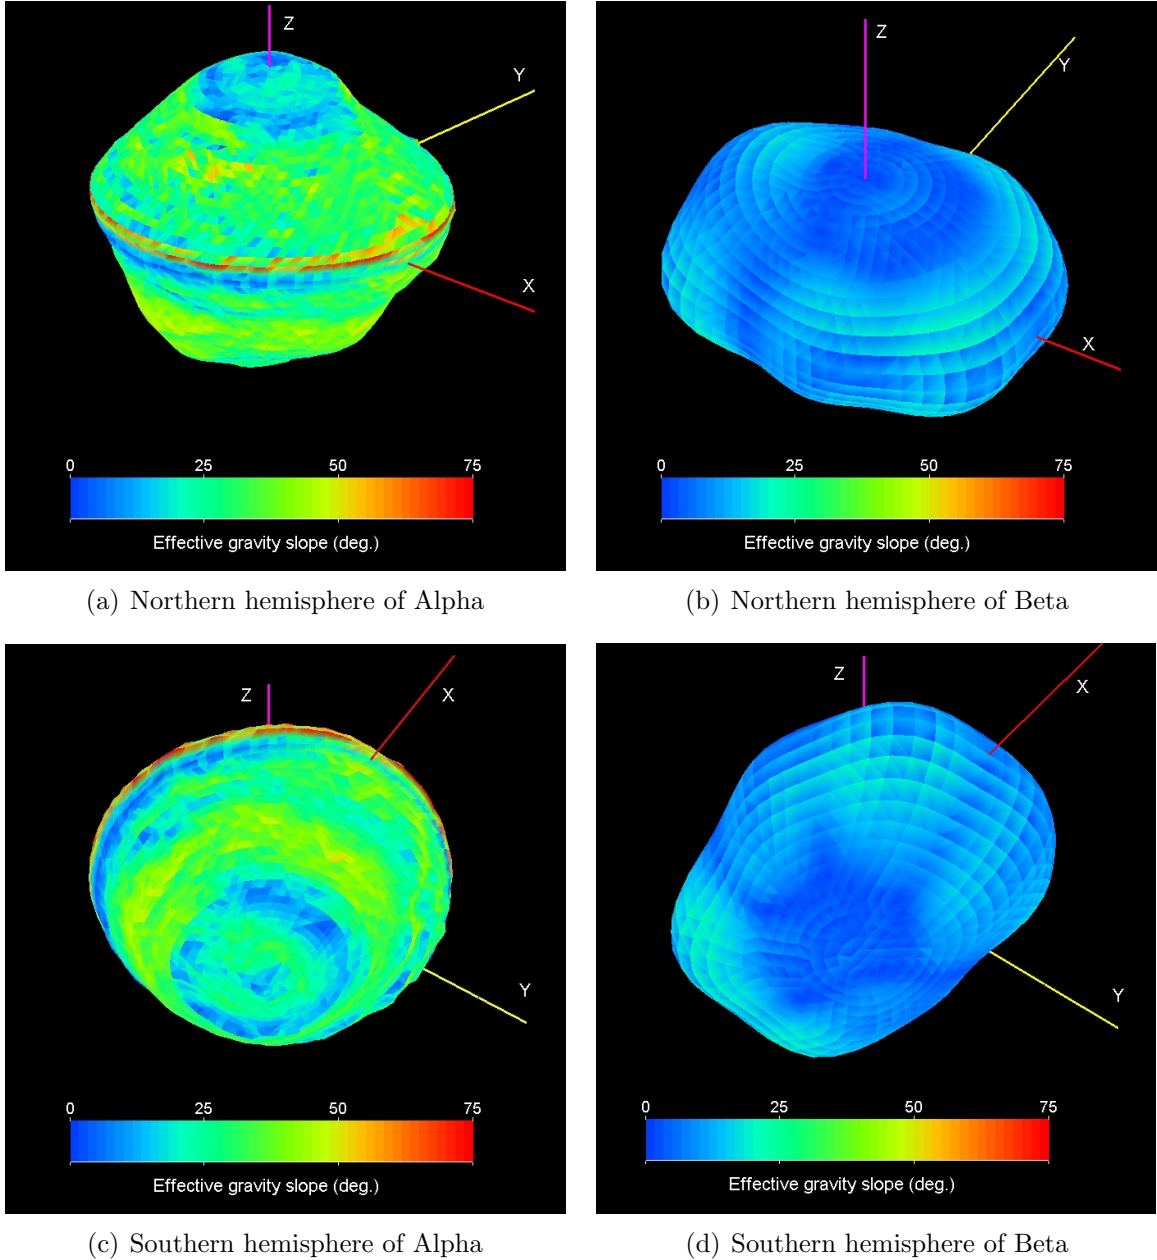 Z
Y
X
0 25 50 75
Effective gravity slope (deg.)
(a) Northern hemisphere of Alpha
Z
Y
X
0 25 50 75
Effective gravity slope (deg.)
(b) Northern hemisphere of Beta
Z
X
Y
0 25 50 75
Effective gravity slope (deg.)
(c) Southern hemisphere of Alpha
Z
X
Y
0 25 50 75
Effective gravity slope (deg.)
(d) Southern hemisphere of Beta